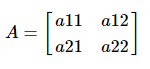 A = [a11 a12
a21 a22]